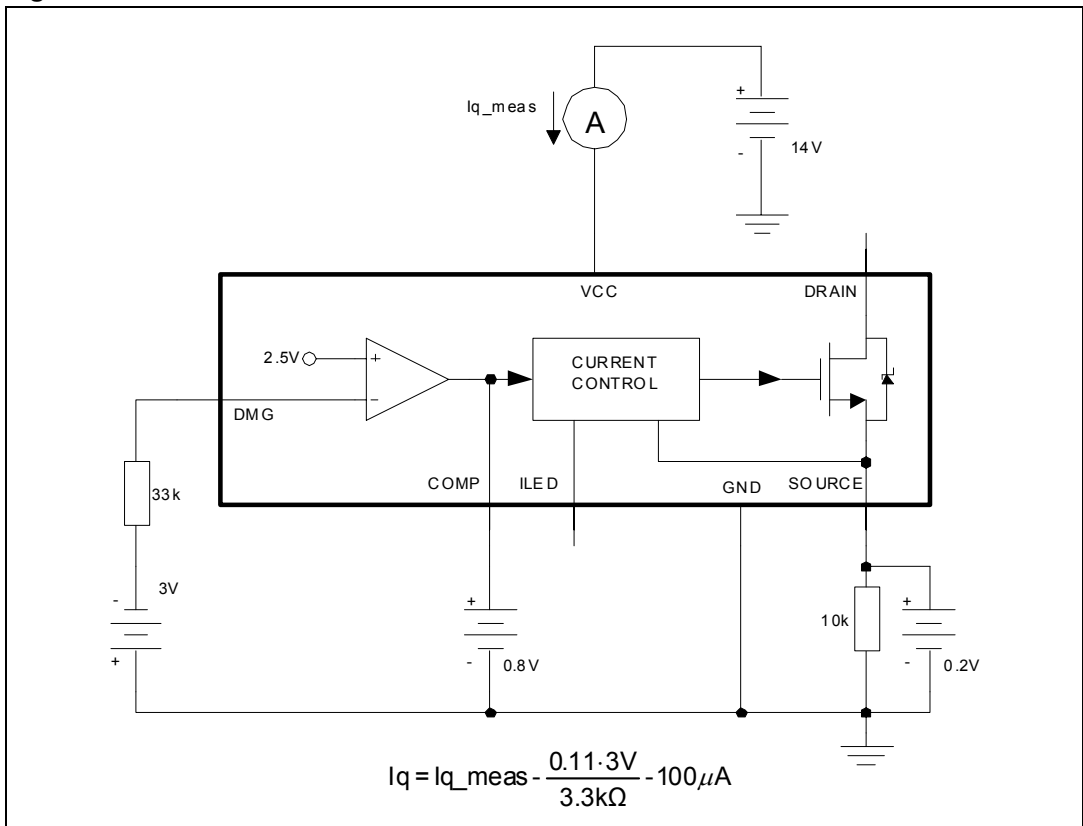 Iq_meas
A
+
-
14V
VCC
DRAIN
2.5V
+
-
CURRENT
CONTROL
DMG
COMP
ILED
GND
SOURCE
33k
3V
-
+
+
-
0.8V
10k
+
-
0.2V
Iq = Iq_meas - 0.11·3V / 3.3kΩ - 100μA